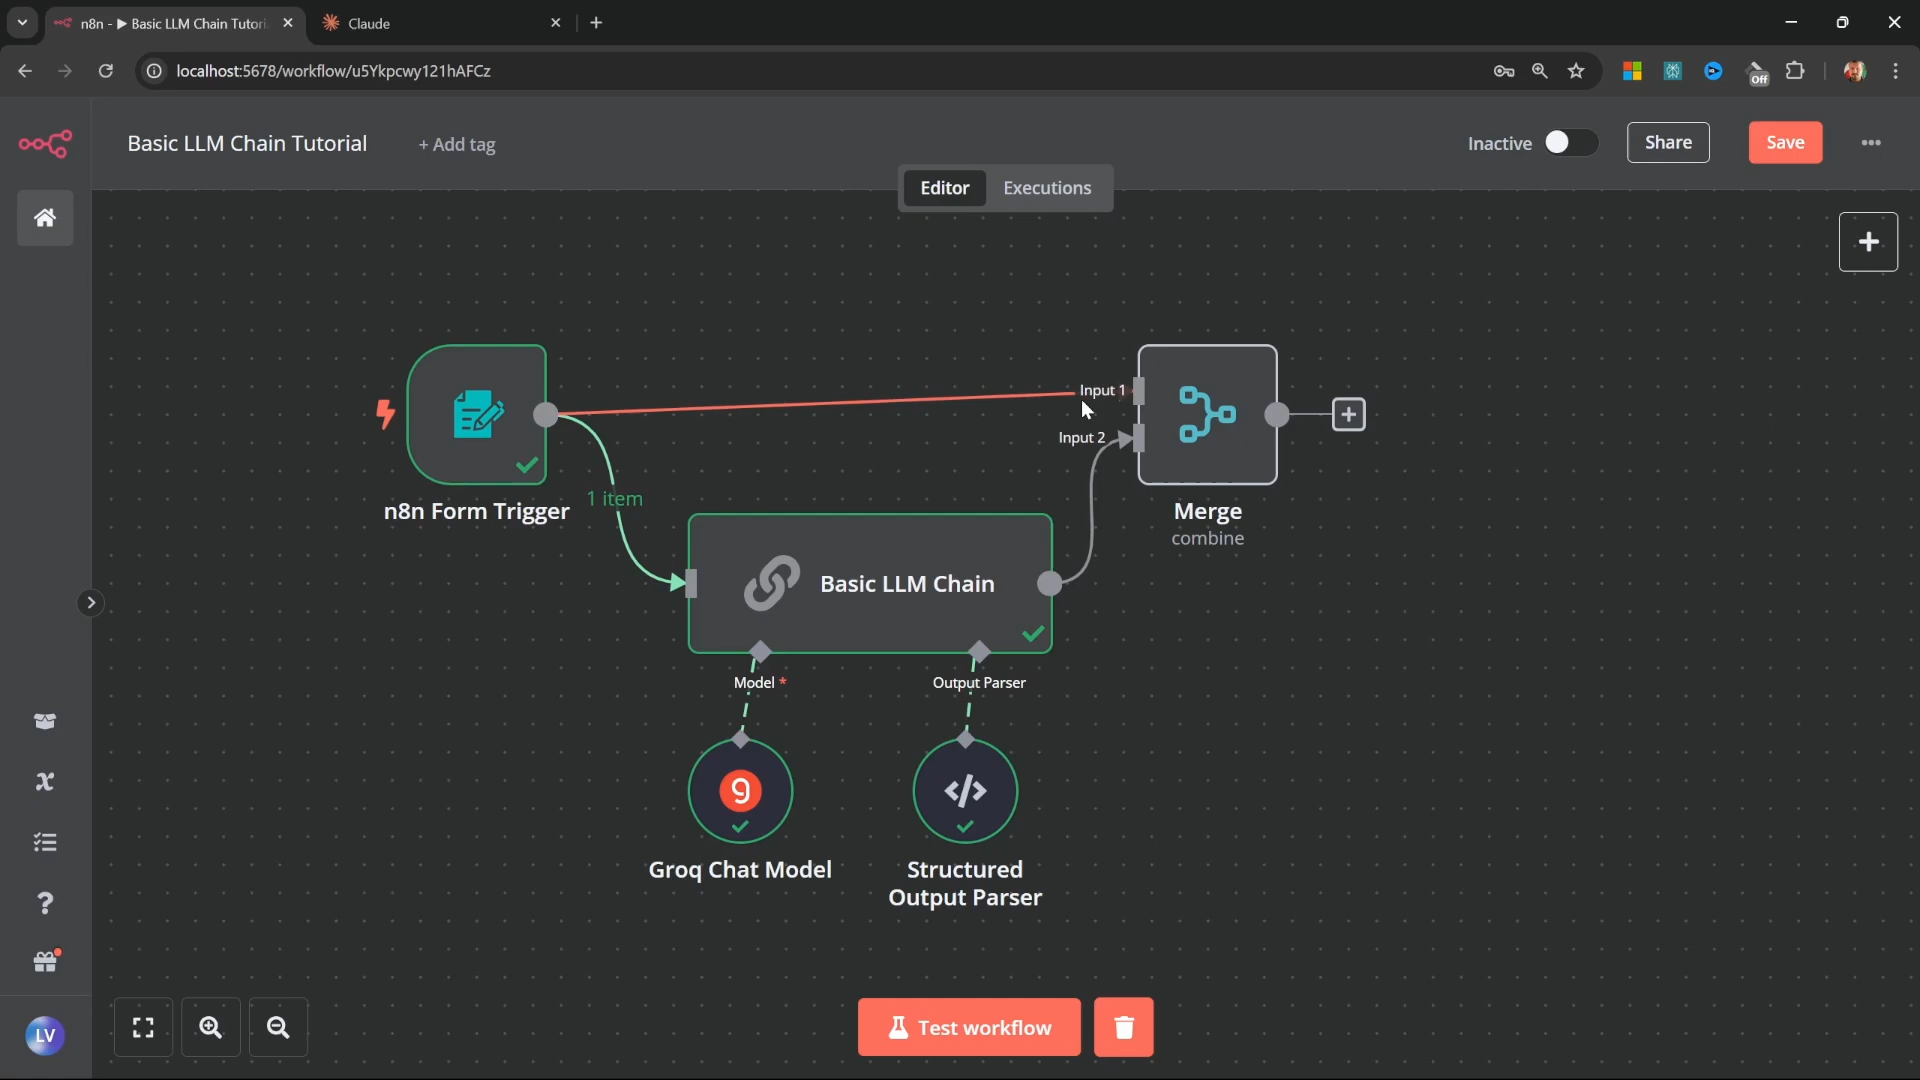 n8n - ▶ Basic LLM Chain Tutori
Claude
localhost:5678/workflow/u5Ykpcwy121hAFCz
Off
Basic LLM Chain Tutorial
+ Add tag
Inactive
Share
Save
Editor
Executions
Input 1
Input 2
n8n Form Trigger
1 item
Merge
combine
Basic LLM Chain
Model *
Output Parser
g
Groq Chat Model
Structured
Output Parser
LV
Test workflow